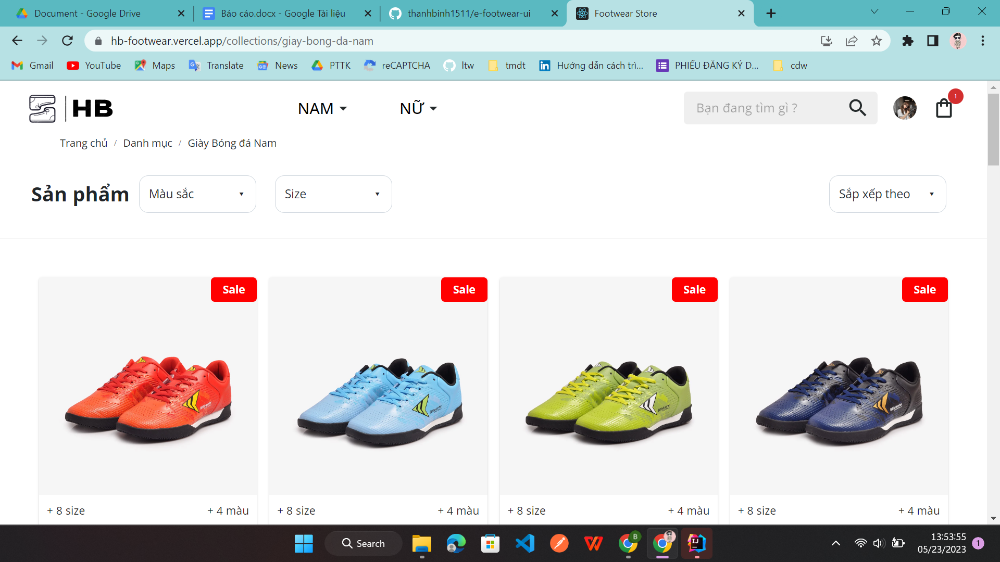 Document - Google Drive
Báo cáo.docx - Google Tài liệu
thanhbinh1511/e-footwear-ui
Footwear Store
hb-footwear.vercel.app/collections/giay-bong-da-nam
Gmail
YouTube
Maps
Translate
News
PTTK
reCAPTCHA
ltw
tmdt
Hướng dẫn cách trì...
PHIẾU ĐĂNG KÝ D...
cdw
HB
NAM
NỮ
Bạn đang tìm gì ?
1
Trang chủ / Danh mục / Giày Bóng đá Nam
Sản phẩm
Màu sắc
Size
Sắp xếp theo
Sale
Sale
Sale
Sale
+ 8 size
+ 4 màu
+ 8 size
+ 4 màu
+ 8 size
+ 4 màu
+ 8 size
+ 4 màu
Search
B
IJ
13:53:55
05/23/2023
1